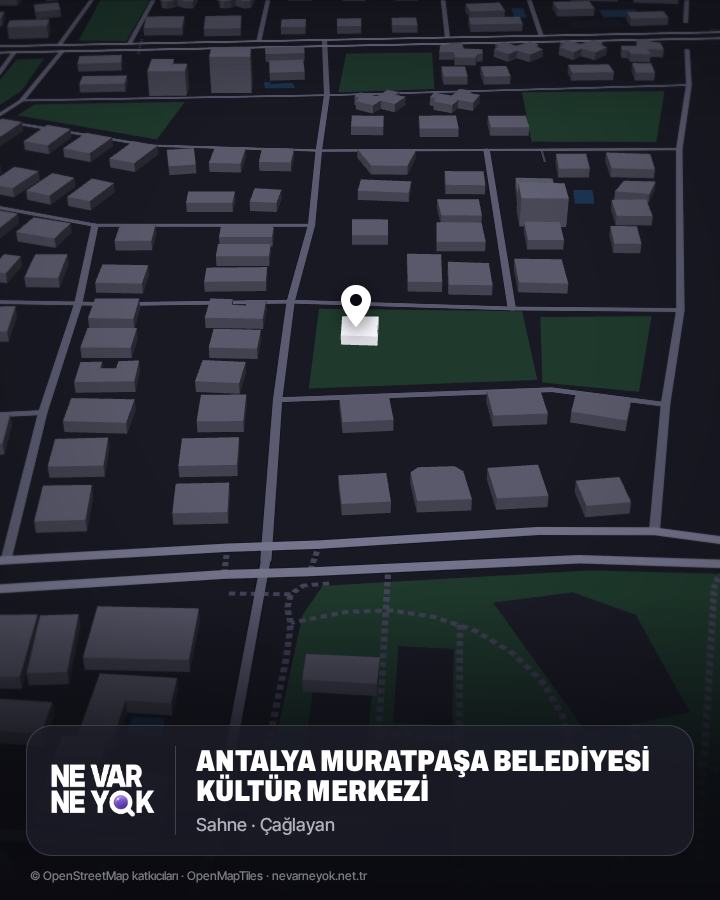 NE VAR
NE YOK
ANTALYA MURATPAŞA BELEDİYESİ
KÜLTÜR MERKEZİ
Sahne · Çağlayan
© OpenStreetMap katkıcıları · OpenMapTiles · nevarneyok.net.tr